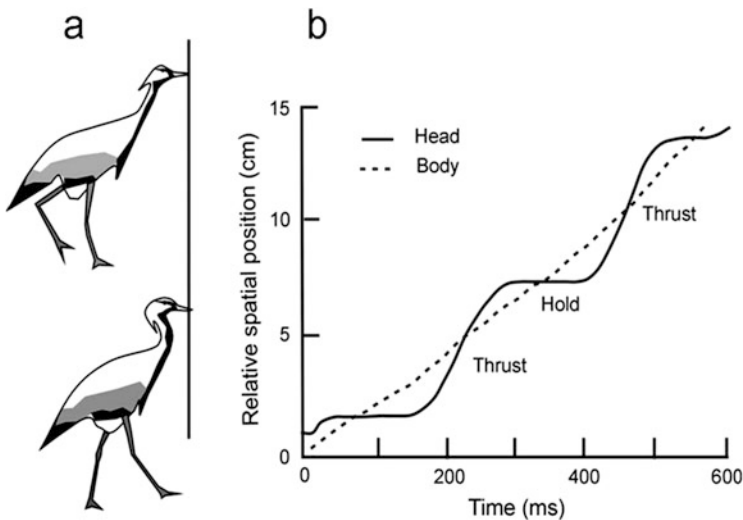 a
b
Relative spatial position (cm)
15
10
5
0
Head
Body
Thrust
Hold
Thrust
0
200
400
600
Time (ms)